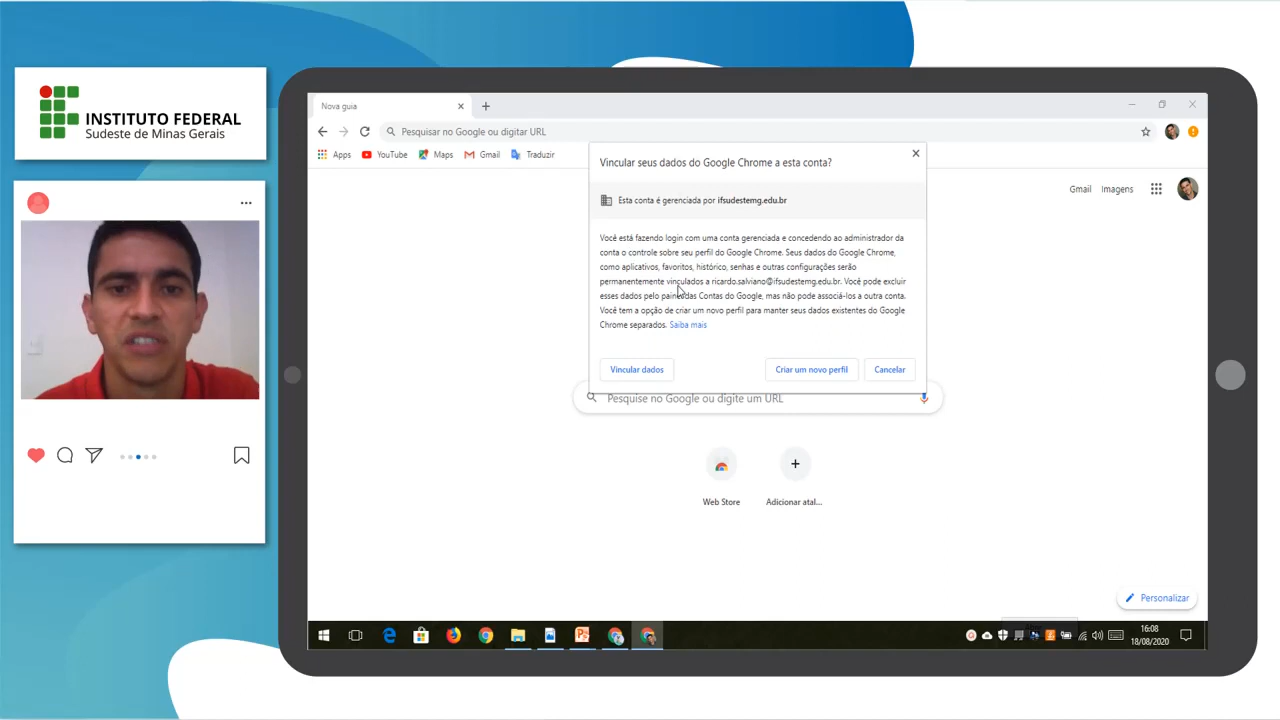 INSTITUTO FEDERAL
Sudeste de Minas Gerais
Nova guia
Pesquisar no Google ou digitar URL
Apps YouTube Maps Gmail Traduzir
Vincular seus dados do Google Chrome a esta conta?
Esta conta é gerenciada por ifsudestemg.edu.br
Gmail Imagens
Você está fazendo login com uma conta gerenciada e concedendo ao administrador da
conta o controle sobre seu perfil do Google Chrome. Seus dados do Google Chrome,
como aplicativos, favoritos, histórico, senhas e outras configurações serão
permanentemente vinculados a ricardo.salviano@ifsudestemg.edu.br. Você pode excluir
esses dados pelo painel das Contas do Google, mas não pode associá-los a outra conta.
Você tem a opção de criar um novo perfil para manter seus dados existentes do Google
Chrome separados. Saiba mais
Vincular dados Criar um novo perfil Cancelar
Pesquise no Google ou digite um URL
Web Store Adicionar atal...
Personalizar
16:08
18/08/2020